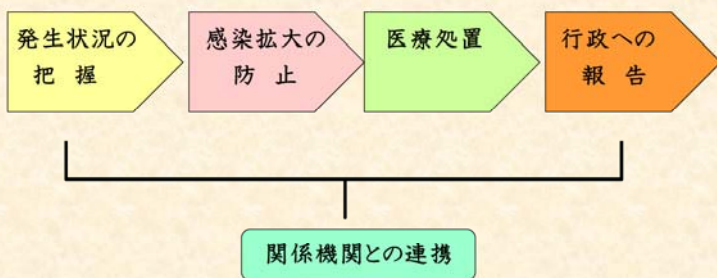 発生状況の
把 握
感染拡大の
防 止
医療処置
行政への
報 告
関係機関との連携